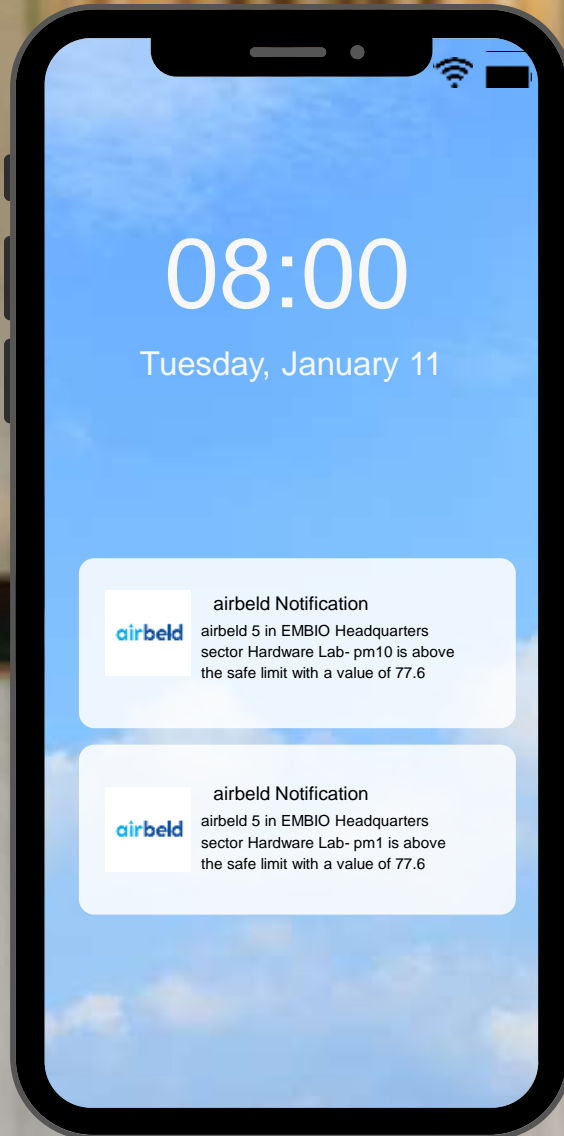 08:00
Tuesday, January 11
airbeld
airbeld Notification
airbeld 5 in EMBIO Headquarters
sector Hardware Lab- pm10 is above
the safe limit with a value of 77.6
airbeld
airbeld Notification
airbeld 5 in EMBIO Headquarters
sector Hardware Lab- pm1 is above
the safe limit with a value of 77.6